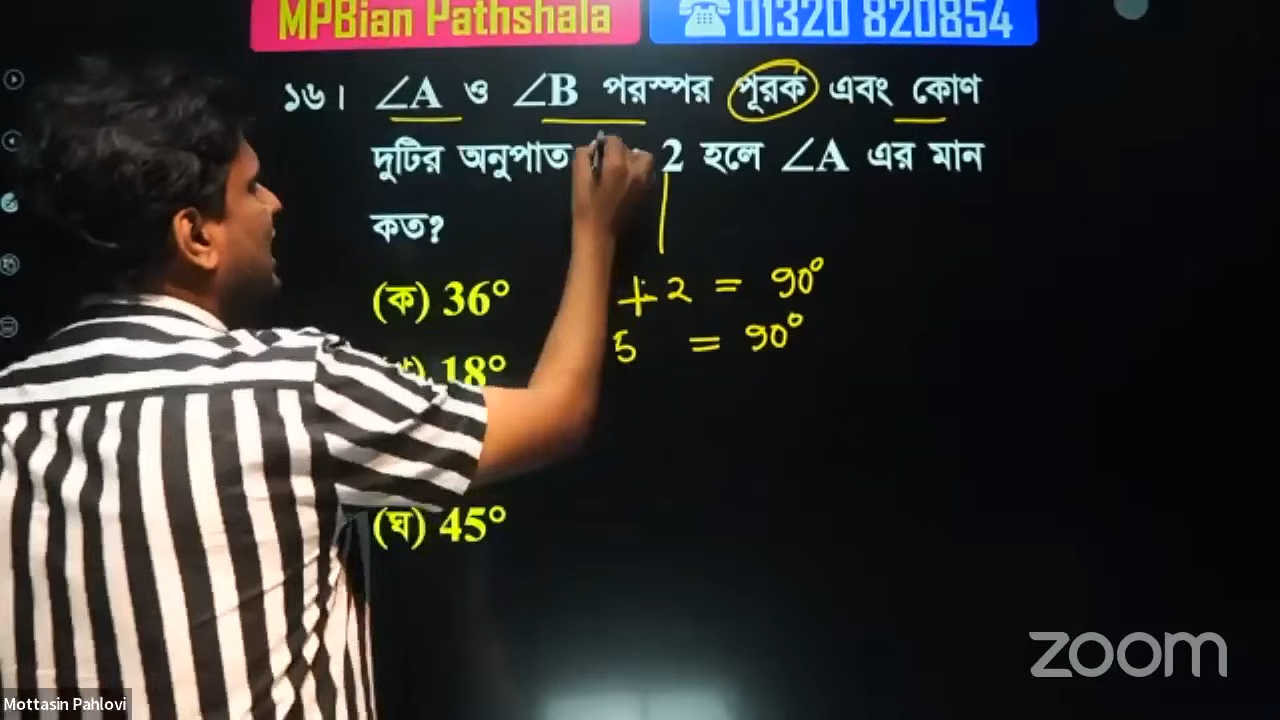 MPBian Pathshala ☎01320 820854
১৬। ∠A ও ∠B পরস্পর পূরক এবং কোণ
দুটির অনুপাত 2 হলে ∠A এর মান
কত?
(ক) 36°
+2 = 90°
18°
5 = 90°
(ঘ) 45°
zoom
Mottasin Pahlovi